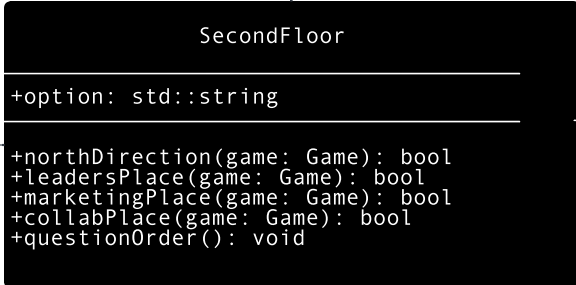 SecondFloor
+option: std::string
+northDirection(game: Game): bool
+leadersPlace(game: Game): bool
+marketingPlace(game: Game): bool
+collabPlace(game: Game): bool
+questionOrder(): void